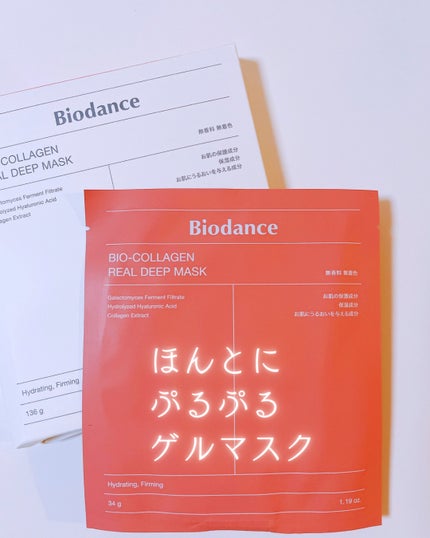 Biodance
無香料 無着色
COLLAGEN
AL DEEP MASK
お肌の保護成分
保湿成分
お肌にうるおいを与える成分
tomyces Ferment Filtrate
olyzed Hyaluronic Acid
agen Extract
Hydrating, Firming
136 g
Biodance
BIO-COLLAGEN
REAL DEEP MASK
無香料 無着色
Galactomyces Ferment Filtrate
Hydrolyzed Hyaluronic Acid
Collagen Extract
お肌の保護成分
保湿成分
お肌にうるおいを与える成分
ほんとに
ぷるぷる
ゲルマスク
Hydrating, Firming
34 g
1.19 oz.